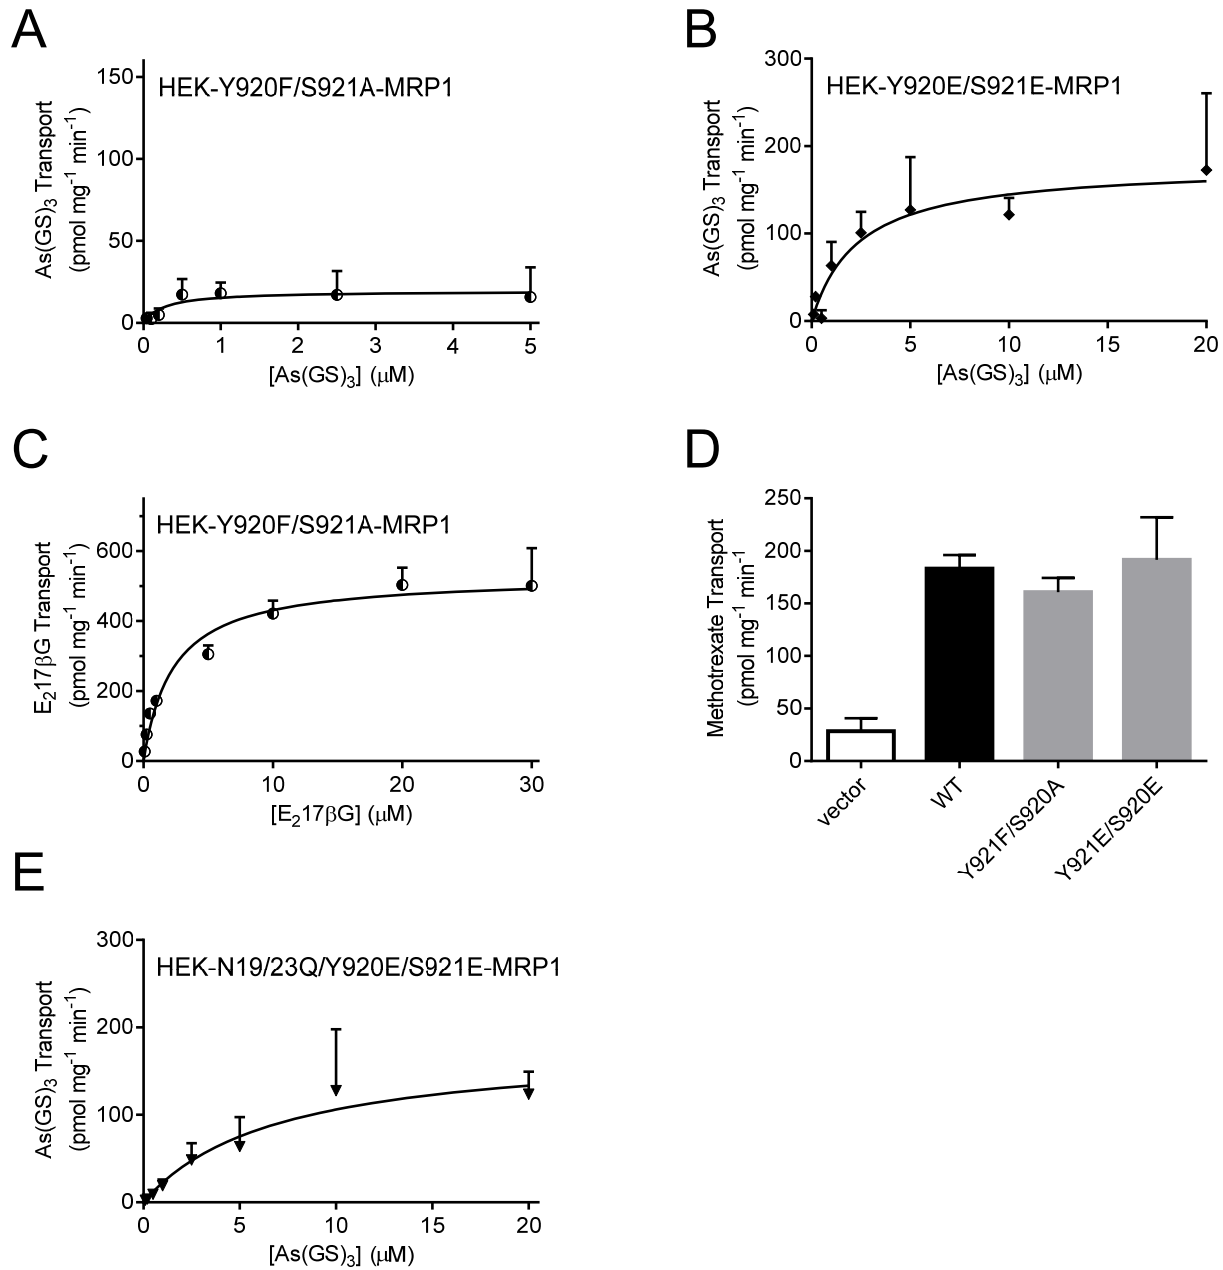 A
HEK-Y920F/S921A-MRP1
As(GS)3 Transport
(pmol mg-1 min-1)
150
100
50
0
0 1 2 3 4 5
[As(GS)3] (μM)
B
HEK-Y920E/S921E-MRP1
As(GS)3 Transport
(pmol mg-1 min-1)
300
200
100
0
0 5 10 15 20
[As(GS)3] (μM)
C
HEK-Y920F/S921A-MRP1
E217βG Transport
(pmol mg-1 min-1)
600
400
200
0
0 10 20 30
[E217βG] (μM)
D
Methotrexate Transport
(pmol mg-1 min-1)
250
200
150
100
50
0
vector
WT
Y921F/S920A
Y921E/S920E
E
HEK-N19/23Q/Y920E/S921E-MRP1
As(GS)3 Transport
(pmol mg-1 min-1)
300
200
100
0
0 5 10 15 20
[As(GS)3] (μM)